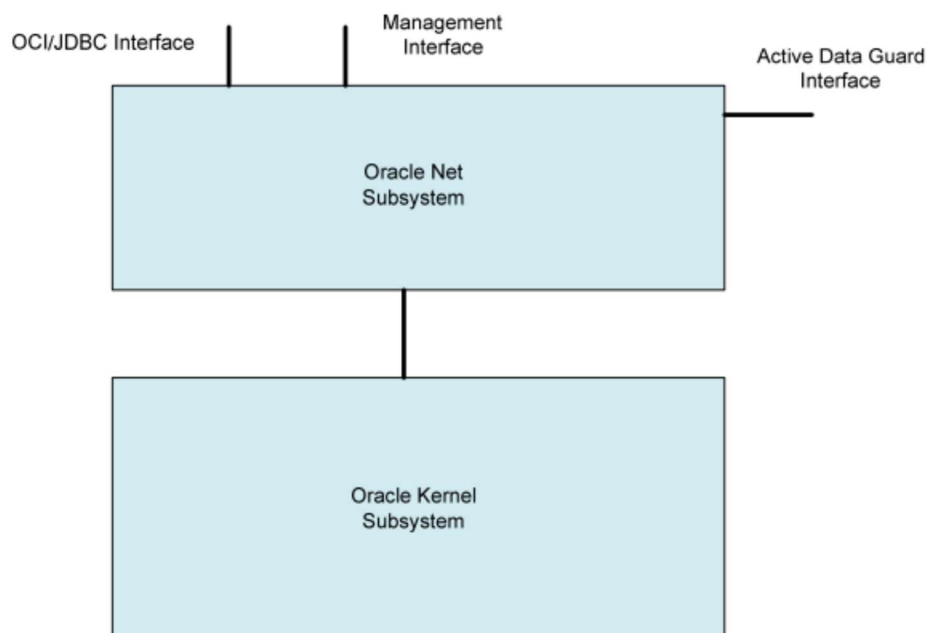 OCI/JDBC Interface
Management
Interface
Active Data Guard
Interface
Oracle Net
Subsystem
Oracle Kernel
Subsystem